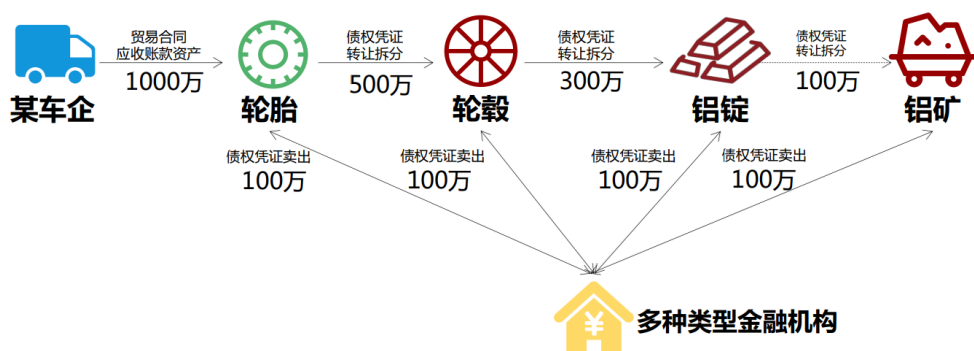 贸易合同
应收账款资产
1000万
债权凭证
转让拆分
500万
债权凭证
转让拆分
300万
债权凭证
转让拆分
100万
某车企
轮胎
轮毂
铝锭
铝矿
债权凭证卖出
100万
债权凭证卖出
100万
债权凭证卖出
100万
债权凭证卖出
100万
¥
多种类型金融机构